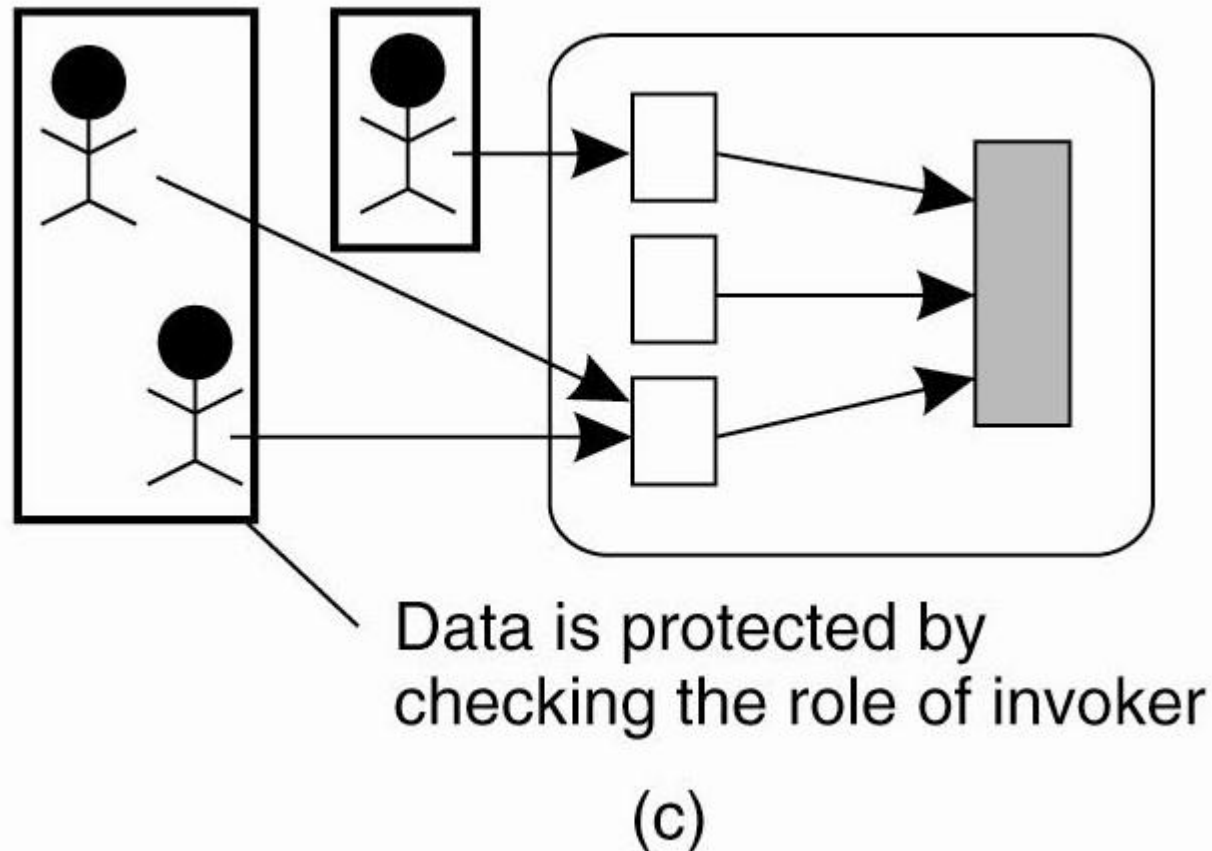 Data is protected by
checking the role of invoker
(c)